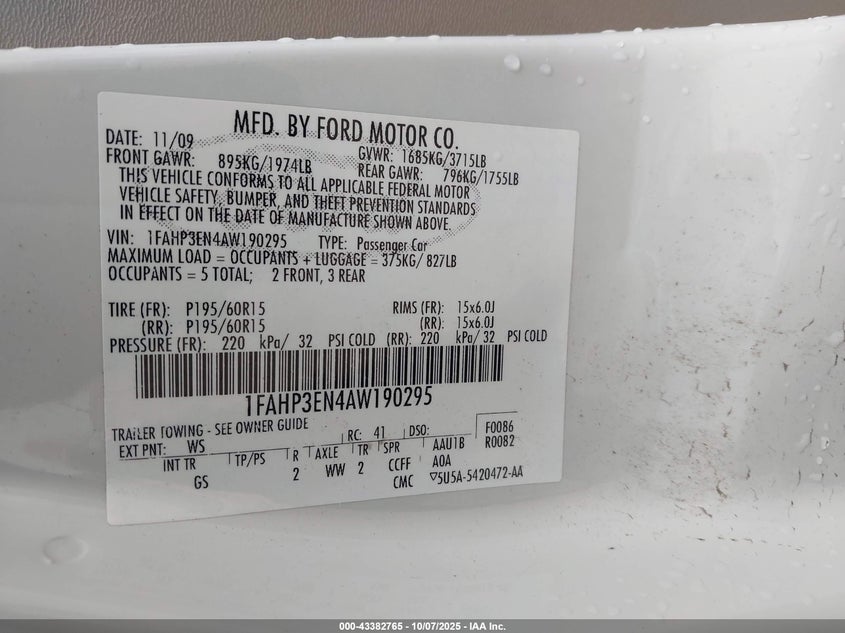 MFD. BY FORD MOTOR CO.
DATE: 11/09 GVWR: 1685KG/3715LB
FRONT GAWR: 895KG/1974LB REAR GAWR: 796KG/1755LB
THIS VEHICLE CONFORMS TO ALL APPLICABLE FEDERAL MOTOR
VEHICLE SAFETY, BUMPER, AND THEFT PREVENTION STANDARDS
IN EFFECT ON THE DATE OF MANUFACTURE SHOWN ABOVE.
VIN: 1FAHP3EN4AW190295 TYPE: Passenger Car
MAXIMUM LOAD = OCCUPANTS + LUGGAGE = 375KG/ 827LB
OCCUPANTS = 5 TOTAL; 2 FRONT, 3 REAR
TIRE (FR): P195/60R15 RIMS (FR): 15x6.0J
(RR): P195/60R15 (RR): 15x6.0J
PRESSURE (FR): 220 kPa/ 32 PSI COLD (RR): 220 kPa/ 32 PSI COLD
1FAHP3EN4AW190295
TRAILER TOWING - SEE OWNER GUIDE
EXT PNT: WS RC: 41 DSO: F0086
R0082
INT TR TP/PS R AXLE TR SPR AAU1B
GS 2 WW 2 CCFF A0A
CMC ▽5U5A-5420472-AA
000-43382765 - 10/07/2025 - IAA Inc.